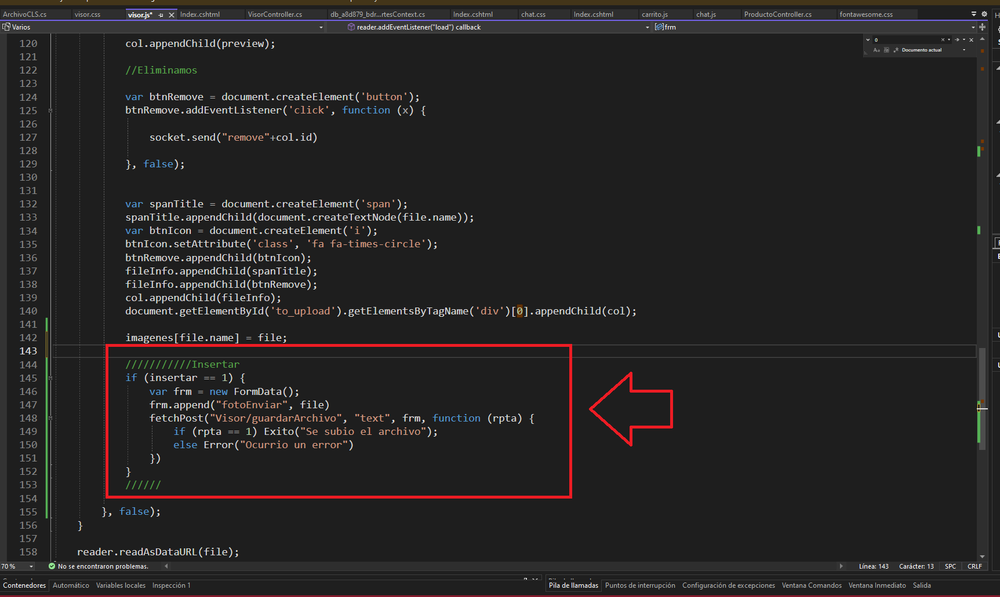 ArchivoCLS.cs visor.css visor.js* Index.cshtml VisorController.cs db_a8d879_bdr...rtesContext.cs Index.cshtml chat.css Index.cshtml carrito.js chat.js ProductoController.cs fontawesome.css
Varios reader.addEventListener("load") callback frm
0
Documento actual
120 col.appendChild(preview);
121
122 //Eliminamos
123
124 var btnRemove = document.createElement('button');
125 btnRemove.addEventListener('click', function (x) {
126
127 socket.send("remove"+col.id)
128
129 }, false);
130
131
132 var spanTitle = document.createElement('span');
133 spanTitle.appendChild(document.createTextNode(file.name));
134 var btnIcon = document.createElement('i');
135 btnIcon.setAttribute('class', 'fa fa-times-circle');
136 btnRemove.appendChild(btnIcon);
137 fileInfo.appendChild(spanTitle);
138 fileInfo.appendChild(btnRemove);
139 col.appendChild(fileInfo);
140 document.getElementById('to_upload').getElementsByTagName('div')[0].appendChild(col);
141
142 imagenes[file.name] = file;
143
144 ///////////Insertar
145 if (insertar == 1) {
146 var frm = new FormData();
147 frm.append("fotoEnviar", file)
148 fetchPost("Visor/guardarArchivo", "text", frm, function (rpta) {
149 if (rpta == 1) Exito("Se subio el archivo");
150 else Error("Ocurrio un error")
151 })
152 }
153 //////
154
155 }, false);
156 }
157
158 reader.readAsDataURL(file);
70 % No se encontraron problemas. Línea: 143 Carácter: 13 SPC CRLF
Contenedores Automático Variables locales Inspección 1 Pila de llamadas Puntos de interrupción Configuración de excepciones Ventana Comandos Ventana Inmediato Salida